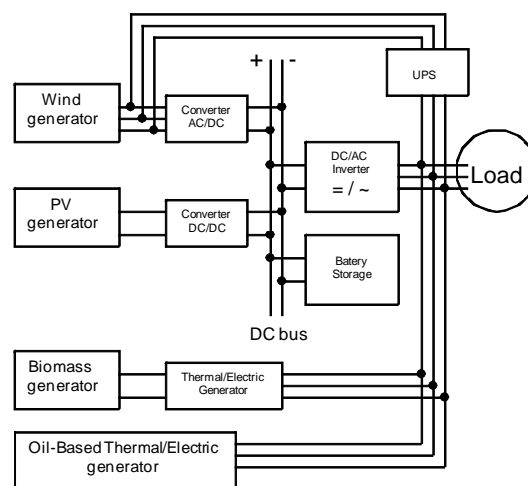 + -
UPS
Wind
generator
Converter
AC/DC
DC/AC
Inverter
= / ~
Load
PV
generator
Converter
DC/DC
Batery
Storage
DC bus
Biomass
generator
Thermal/Electric
Generator
Oil-Based Thermal/Electric
generator